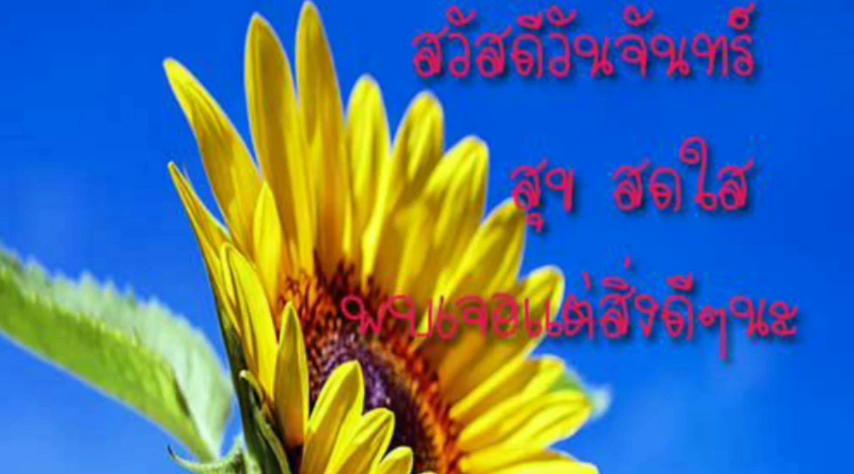 สวัสดีวันจันทร์
สุข สดใส
พบเจอแต่สิ่งดีๆนะ